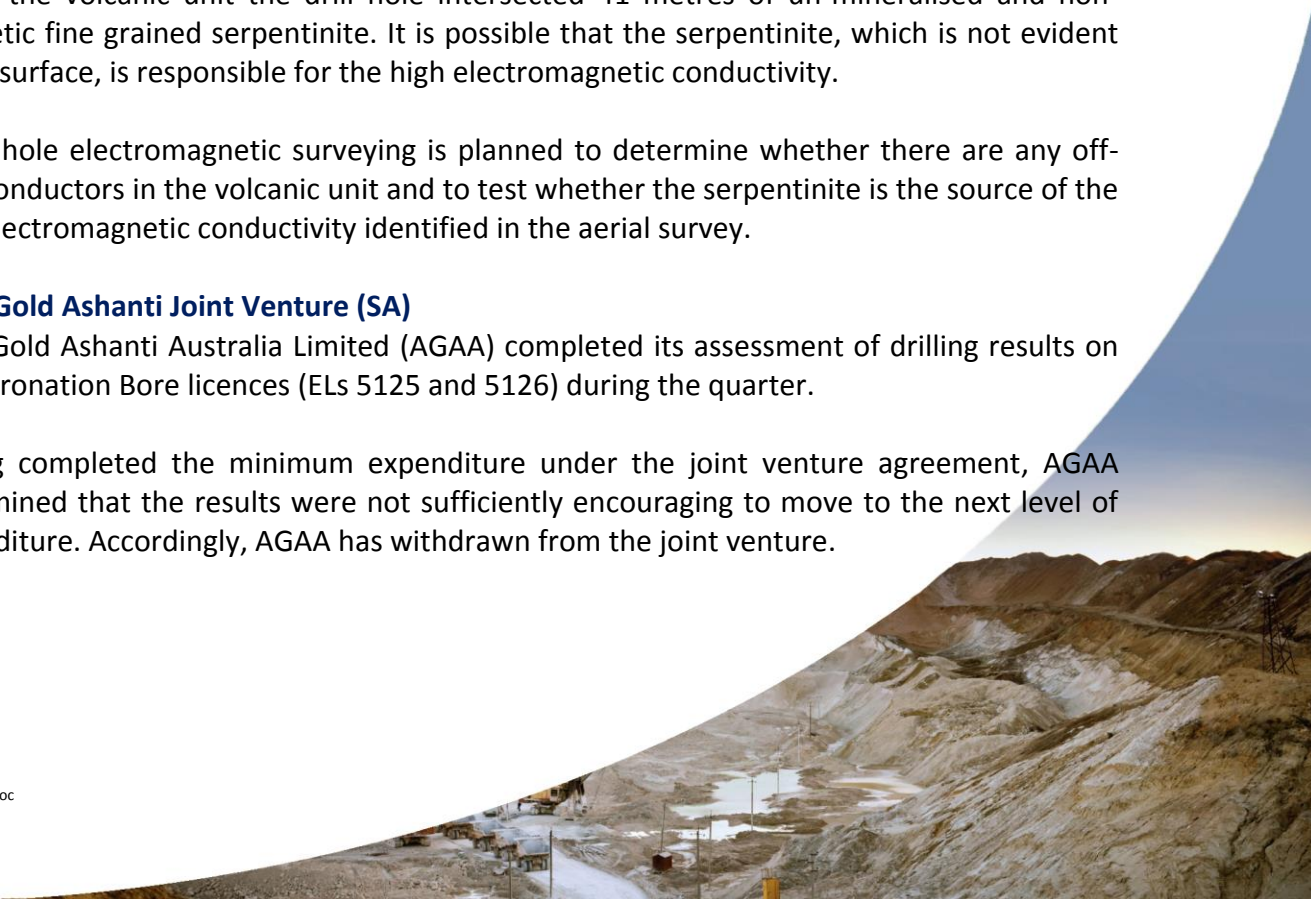 the volcanic unit the drill hole intersected 41 metres of un-mineralised and non-
etic fine grained serpentinite. It is possible that the serpentinite, which is not evident
surface, is responsible for the high electromagnetic conductivity.
hole electromagnetic surveying is planned to determine whether there are any off-
onductors in the volcanic unit and to test whether the serpentinite is the source of the
ectromagnetic conductivity identified in the aerial survey.
Gold Ashanti Joint Venture (SA)
Gold Ashanti Australia Limited (AGAA) completed its assessment of drilling results on
ronation Bore licences (ELs 5125 and 5126) during the quarter.
g completed the minimum expenditure under the joint venture agreement, AGAA
mined that the results were not sufficiently encouraging to move to the next level of
diture. Accordingly, AGAA has withdrawn from the joint venture.
oc